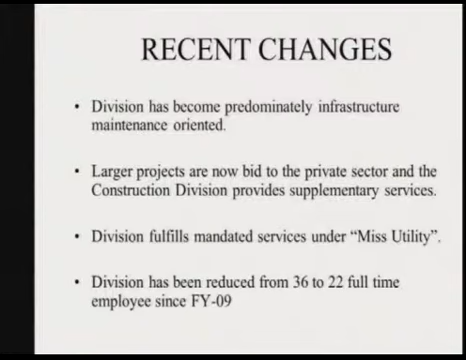 RECENT CHANGES
• Division has become predominately infrastructure
maintenance oriented.
• Larger projects are now bid to the private sector and the
Construction Division provides supplementary services.
• Division fulfills mandated services under “Miss Utility”.
• Division has been reduced from 36 to 22 full time
employee since FY-09